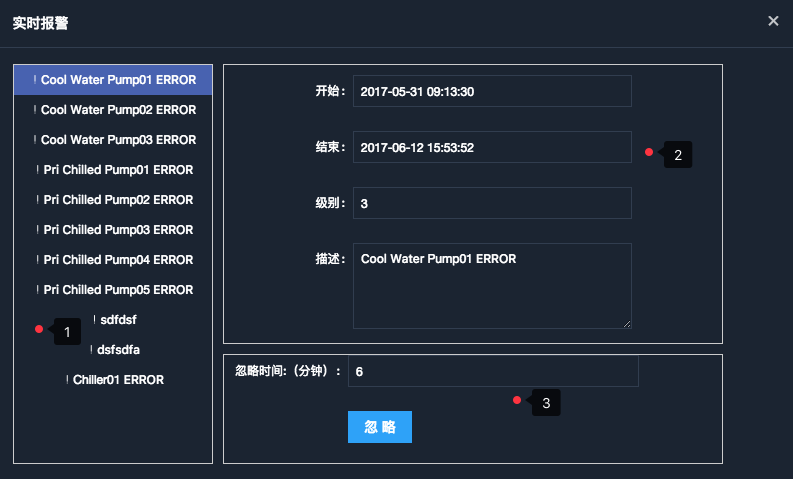 实时报警
! Cool Water Pump01 ERROR
! Cool Water Pump02 ERROR
! Cool Water Pump03 ERROR
! Pri Chilled Pump01 ERROR
! Pri Chilled Pump02 ERROR
! Pri Chilled Pump03 ERROR
! Pri Chilled Pump04 ERROR
! Pri Chilled Pump05 ERROR
! sdfdsf
! dsfsdfa
! Chiller01 ERROR
1
开始: 2017-05-31 09:13:30
结束: 2017-06-12 15:53:52
2
级别: 3
描述: Cool Water Pump01 ERROR
忽略时间:（分钟）: 6
3
忽 略